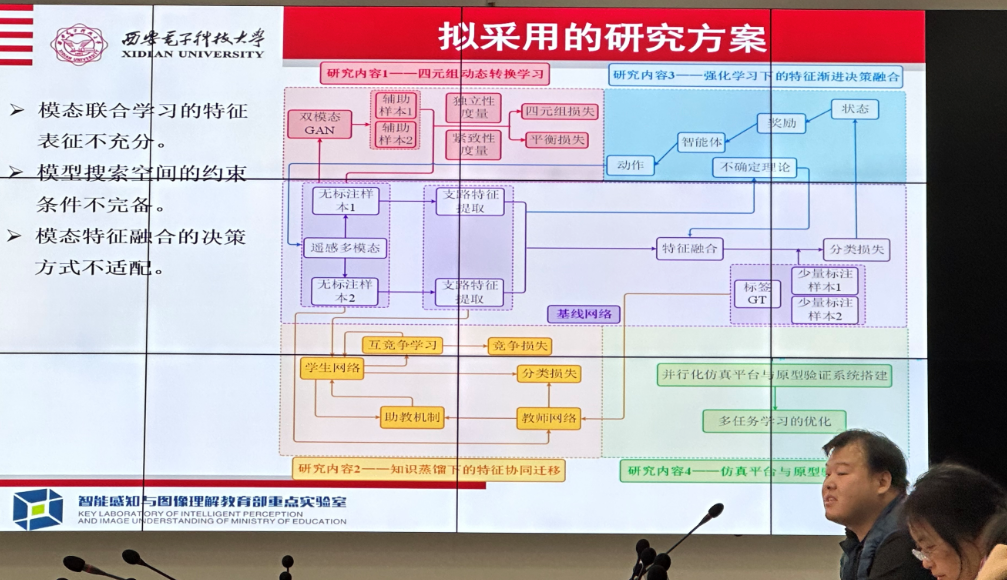 西安电子科技大学
XIDIAN UNIVERSITY
拟采用的研究方案
模态联合学习的特征
表征不充分。
模型搜索空间的约束
条件不完备。
模态特征融合的决策
方式不适配。
研究内容1——四元组动态转换学习
双模态
GAN
辅助
样本1
辅助
样本2
独立性
度量
紧致性
度量
四元组损失
平衡损失
研究内容3——强化学习下的特征渐进决策融合
状态
奖励
智能体
动作
不确定理论
无标注样
本1
遥感多模态
无标注样
本2
支路特征
提取
支路特征
提取
特征融合
分类损失
标签
GT
少量标注
样本1
少量标注
样本2
基线网络
互竞争学习
竞争损失
学生网络
分类损失
助教机制
教师网络
研究内容2——知识蒸馏下的特征协同迁移
并行化仿真平台与原型验证系统搭建
多任务学习的优化
研究内容4——仿真平台与原型
智能感知与图像理解教育部重点实验室
KEY LABORATORY OF INTELLIGENT PERCEPTION
AND IMAGE UNDERSTANDING OF MINISTRY OF EDUCATION